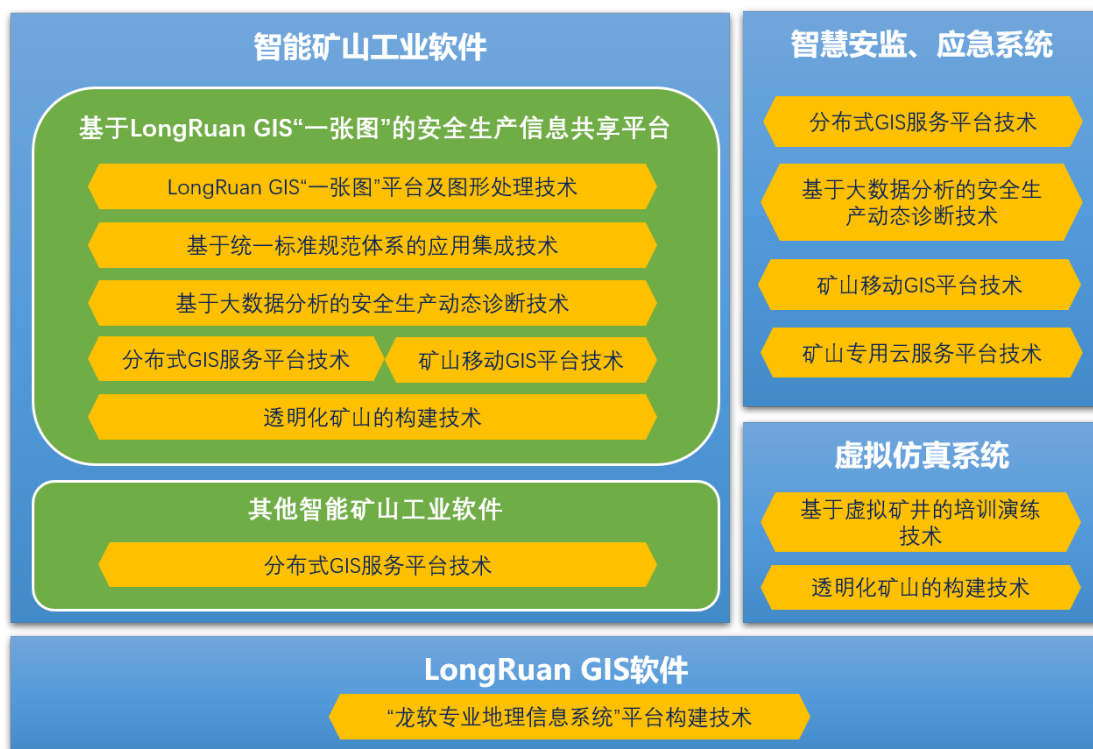 智能矿山工业软件
基于LongRuan GIS“一张图”的安全生产信息共享平台
LongRuan GIS“一张图”平台及图形处理技术
基于统一标准规范体系的应用集成技术
基于大数据分析的安全生产动态诊断技术
分布式GIS服务平台技术
矿山移动GIS平台技术
透明化矿山的构建技术
其他智能矿山工业软件
分布式GIS服务平台技术
智慧安监、应急系统
分布式GIS服务平台技术
基于大数据分析的安全生
产动态诊断技术
矿山移动GIS平台技术
矿山专用云服务平台技术
虚拟仿真系统
基于虚拟矿井的培训演练
技术
透明化矿山的构建技术
LongRuan GIS软件
“龙软专业地理信息系统”平台构建技术